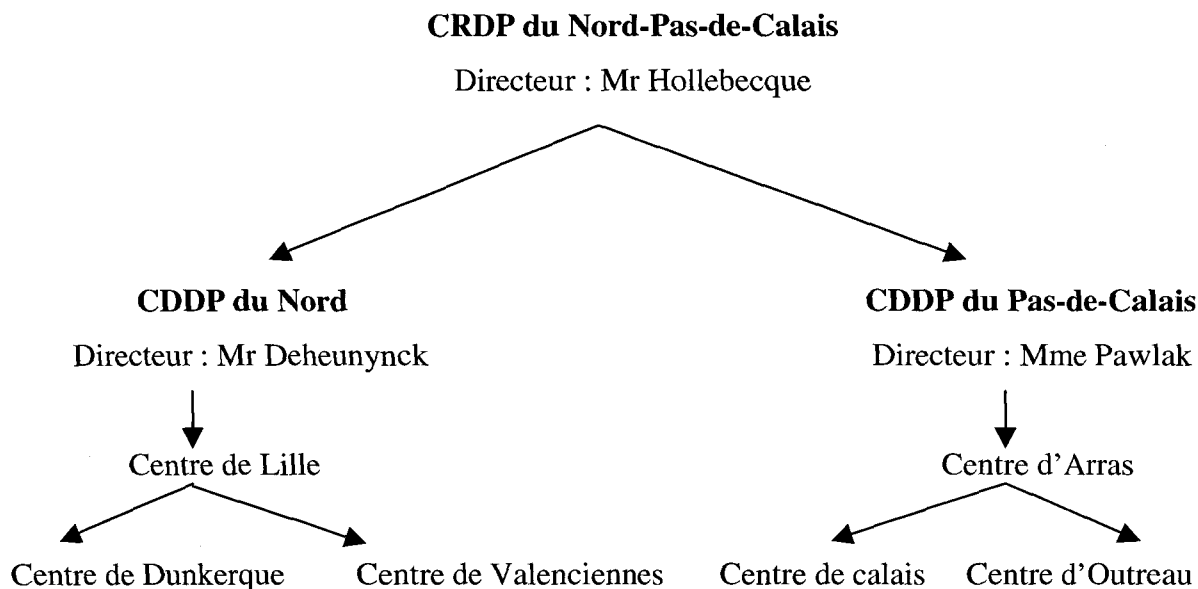 CRDP du Nord-Pas-de-Calais
Directeur : Mr Hollebecque
CDDP du Nord
Directeur : Mr Deheunynck
CDDP du Pas-de-Calais
Directeur : Mme Pawlak
Centre de Lille
Centre d'Arras
Centre de Dunkerque
Centre de Valenciennes
Centre de calais
Centre d'Outreau